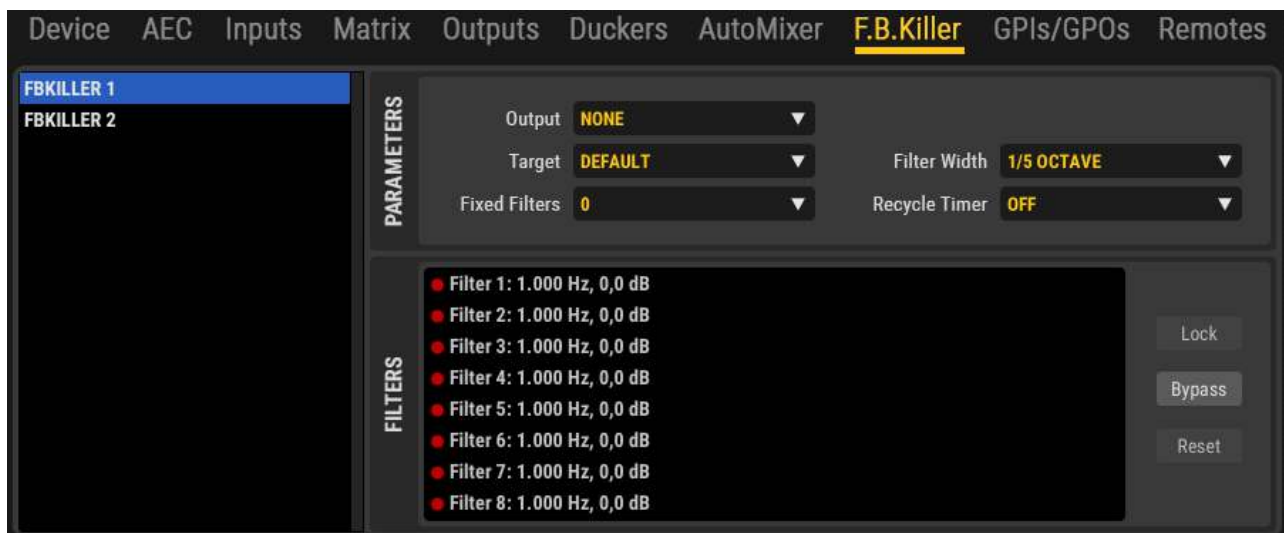 Device AEC Inputs Matrix Outputs Duckers AutoMixer F.B.Killer GPIs/GPOs Remotes
FBKILLER 1
FBKILLER 2
PARAMETERS
Output NONE
Target DEFAULT Filter Width 1/5 OCTAVE
Fixed Filters 0 Recycle Timer OFF
FILTERS
Filter 1: 1.000 Hz, 0,0 dB
Filter 2: 1.000 Hz, 0,0 dB
Filter 3: 1.000 Hz, 0,0 dB
Filter 4: 1.000 Hz, 0,0 dB
Filter 5: 1.000 Hz, 0,0 dB
Filter 6: 1.000 Hz, 0,0 dB
Filter 7: 1.000 Hz, 0,0 dB
Filter 8: 1.000 Hz, 0,0 dB
Lock
Bypass
Reset